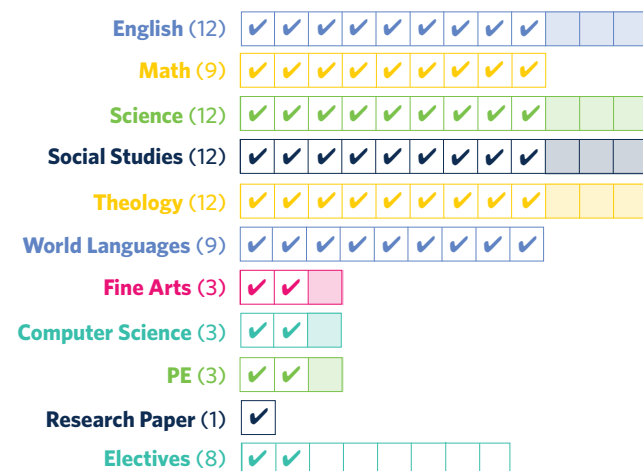 English (12)
Math (9)
Science (12)
Social Studies (12)
Theology (12)
World Languages (9)
Fine Arts (3)
Computer Science (3)
PE (3)
Research Paper (1)
Electives (8)